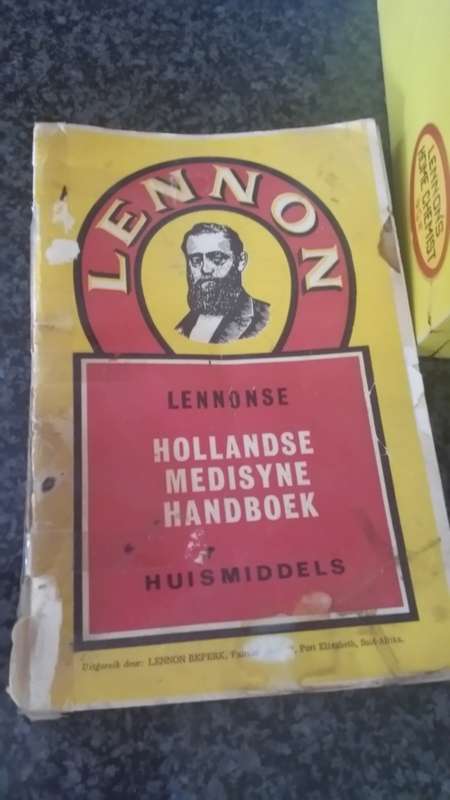 LENNON
LENNONSE
HOLLANDSE
MEDISYNE
HANDBOEK
HUISMIDDELS
Uitgereik deur: LENNON BEPERK, Port Elizabeth, Suid-Afrika.
LENNON'S
HOME CHEMIST